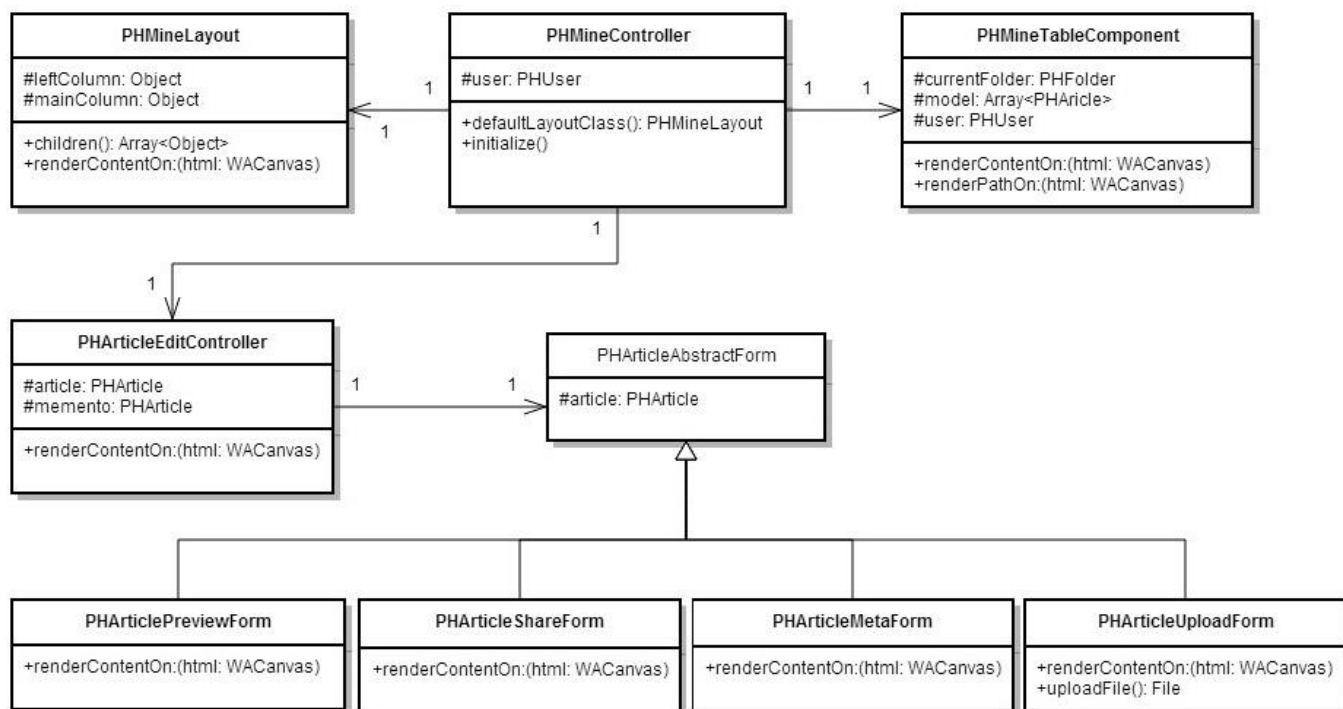 PHMineLayout
#leftColumn: Object
#mainColumn: Object
+children(): Array<Object>
+renderContentOn:(html: WACanvas)
1
1
PHMineController
#user: PHUser
+defaultLayoutClass(): PHMineLayout
+initialize()
1
1
PHMineTableComponent
#currentFolder: PHFolder
#model: Array<PHAricle>
#user: PHUser
+renderContentOn:(html: WACanvas)
+renderPathOn:(html: WACanvas)
1
1
PHArticleEditController
#article: PHArticle
#memento: PHArticle
+renderContentOn:(html: WACanvas)
1
1
PHArticleAbstractForm
#article: PHArticle
PHArticlePreviewForm
+renderContentOn:(html: WACanvas)
PHArticleShareForm
+renderContentOn:(html: WACanvas)
PHArticleMetaForm
+renderContentOn:(html: WACanvas)
PHArticleUploadForm
+renderContentOn:(html: WACanvas)
+uploadFile(): File